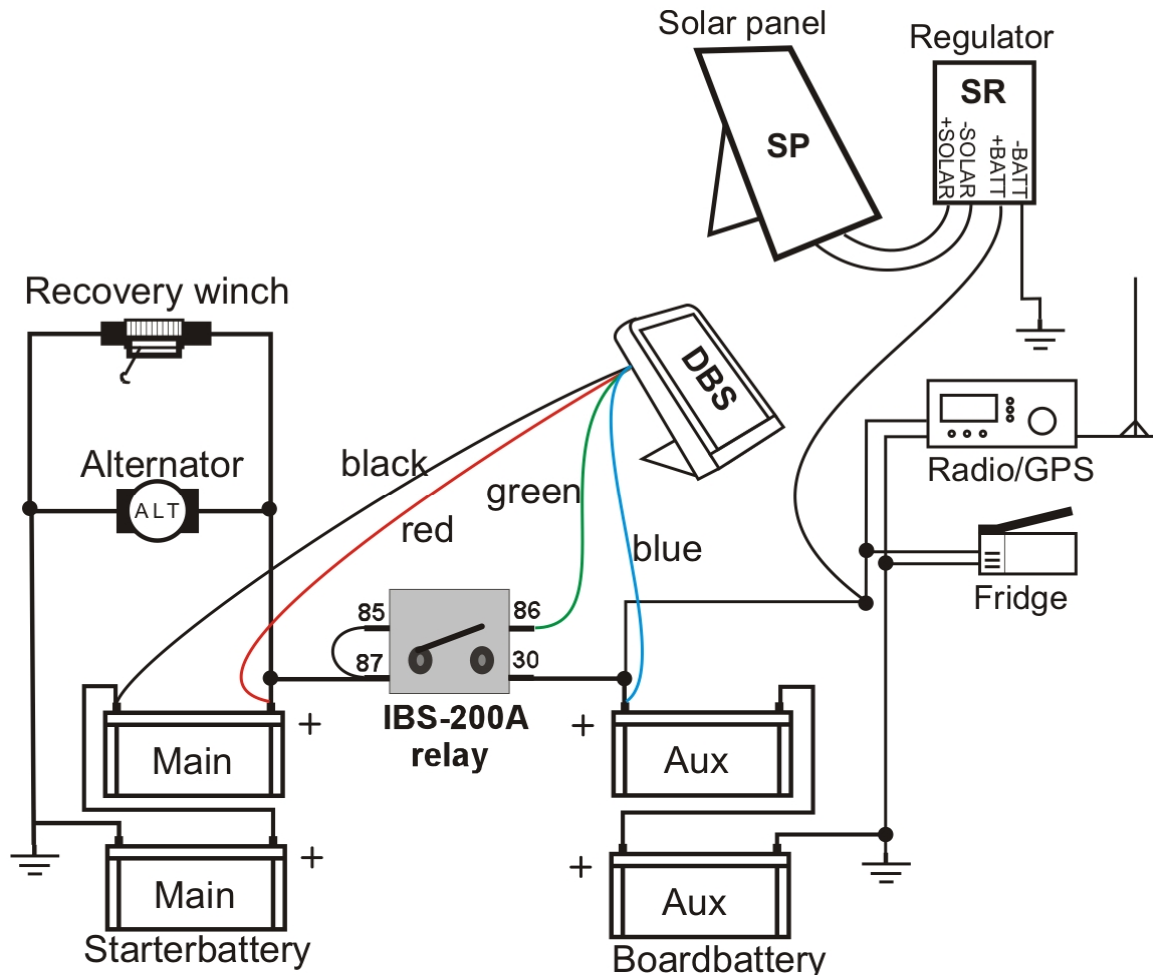 Solar panel
Regulator
SR
+SOLAR
-SOLAR
+BATT
-BATT
SP
Recovery winch
DBS
Alternator
ALT
black
red
green
blue
Radio/GPS
Fridge
85
86
87
30
IBS-200A
relay
+
Main
+
Aux
+
Main
+
Aux
Starterbattery
Boardbattery